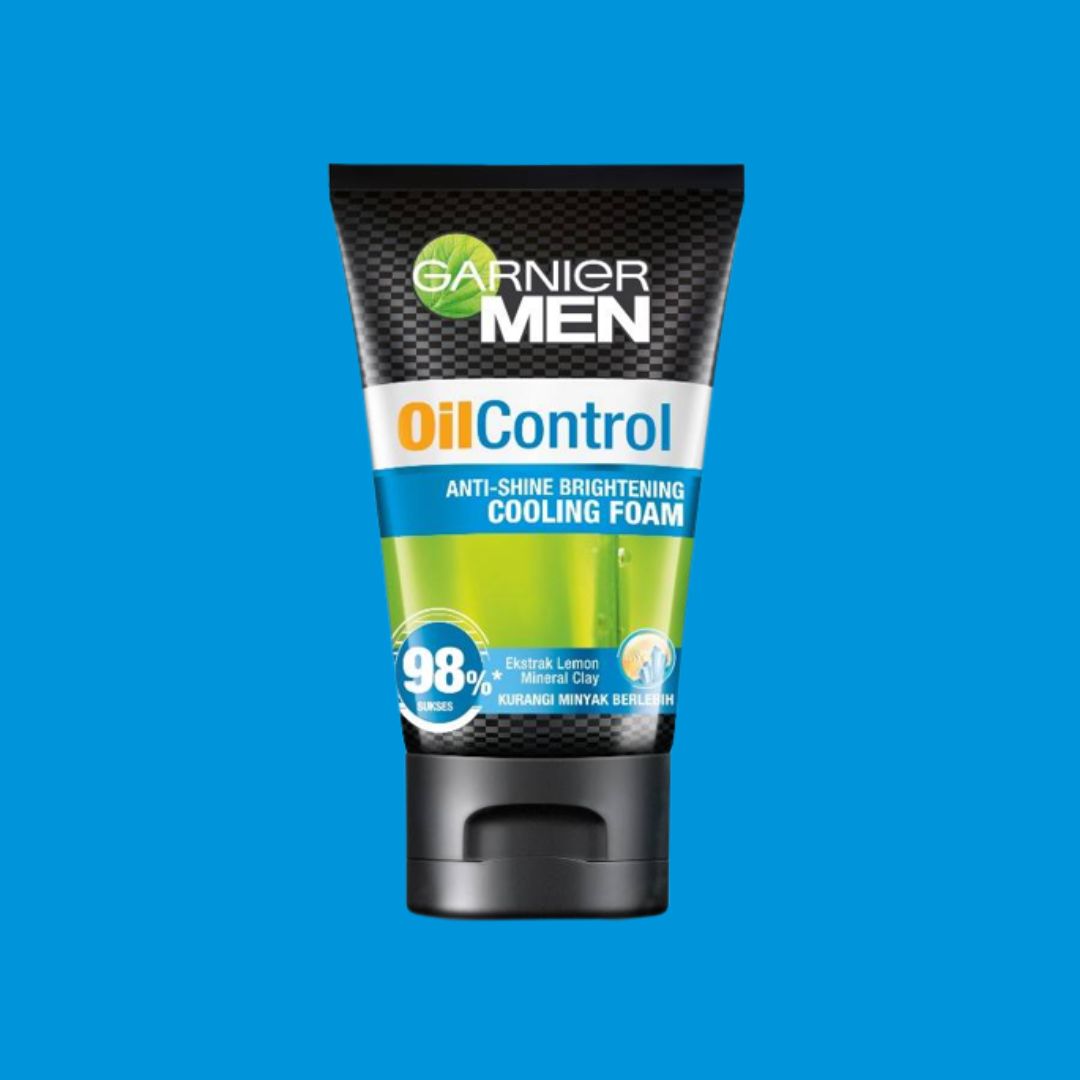 GARNIER
MEN
OilControl
ANTI-SHINE BRIGHTENING
COOLING FOAM
98%*
SUKSES
Ekstrak Lemon
Mineral Clay
KURANGI MINYAK BERLEBIH